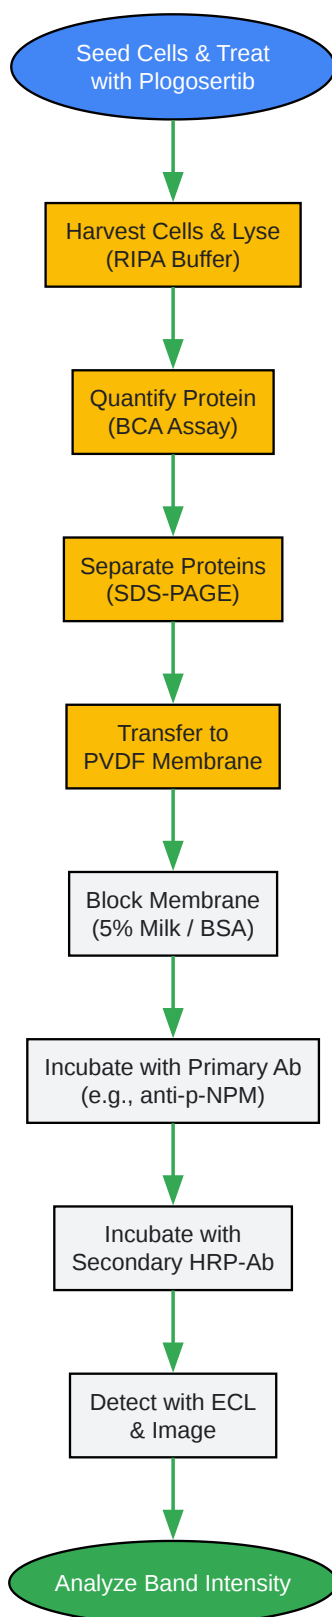 Seed Cells & Treat
with Plogosertib
Harvest Cells & Lyse
(RIPA Buffer)
Quantify Protein
(BCA Assay)
Separate Proteins
(SDS-PAGE)
Transfer to
PVDF Membrane
Block Membrane
(5% Milk / BSA)
Incubate with Primary Ab
(e.g., anti-p-NPM)
Incubate with
Secondary HRP-Ab
Detect with ECL
& Image
Analyze Band Intensity